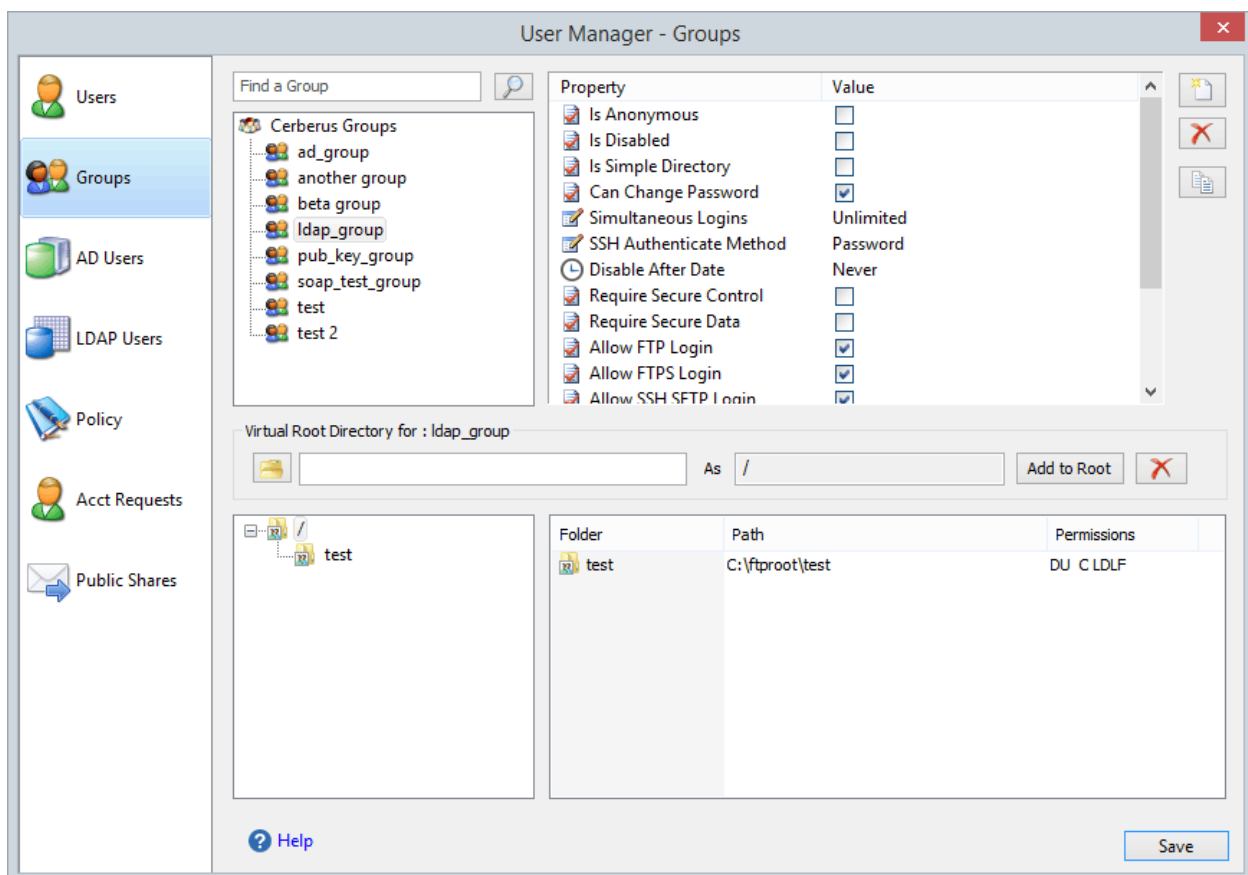 User Manager - Groups
Users
Groups
AD Users
LDAP Users
Policy
Acct Requests
Public Shares
Find a Group
Cerberus Groups
ad_group
another group
beta group
ldap_group
pub_key_group
soap_test_group
test
test 2
Property Value
Is Anonymous
Is Disabled
Is Simple Directory
Can Change Password
Simultaneous Logins Unlimited
SSH Authenticate Method Password
Disable After Date Never
Require Secure Control
Require Secure Data
Allow FTP Login
Allow FTPS Login
Allow SSH SFTP Login
Virtual Root Directory for : ldap_group
As / Add to Root
/
test
Folder Path Permissions
test C:\ftproot\test DU C LDLF
Help
Save